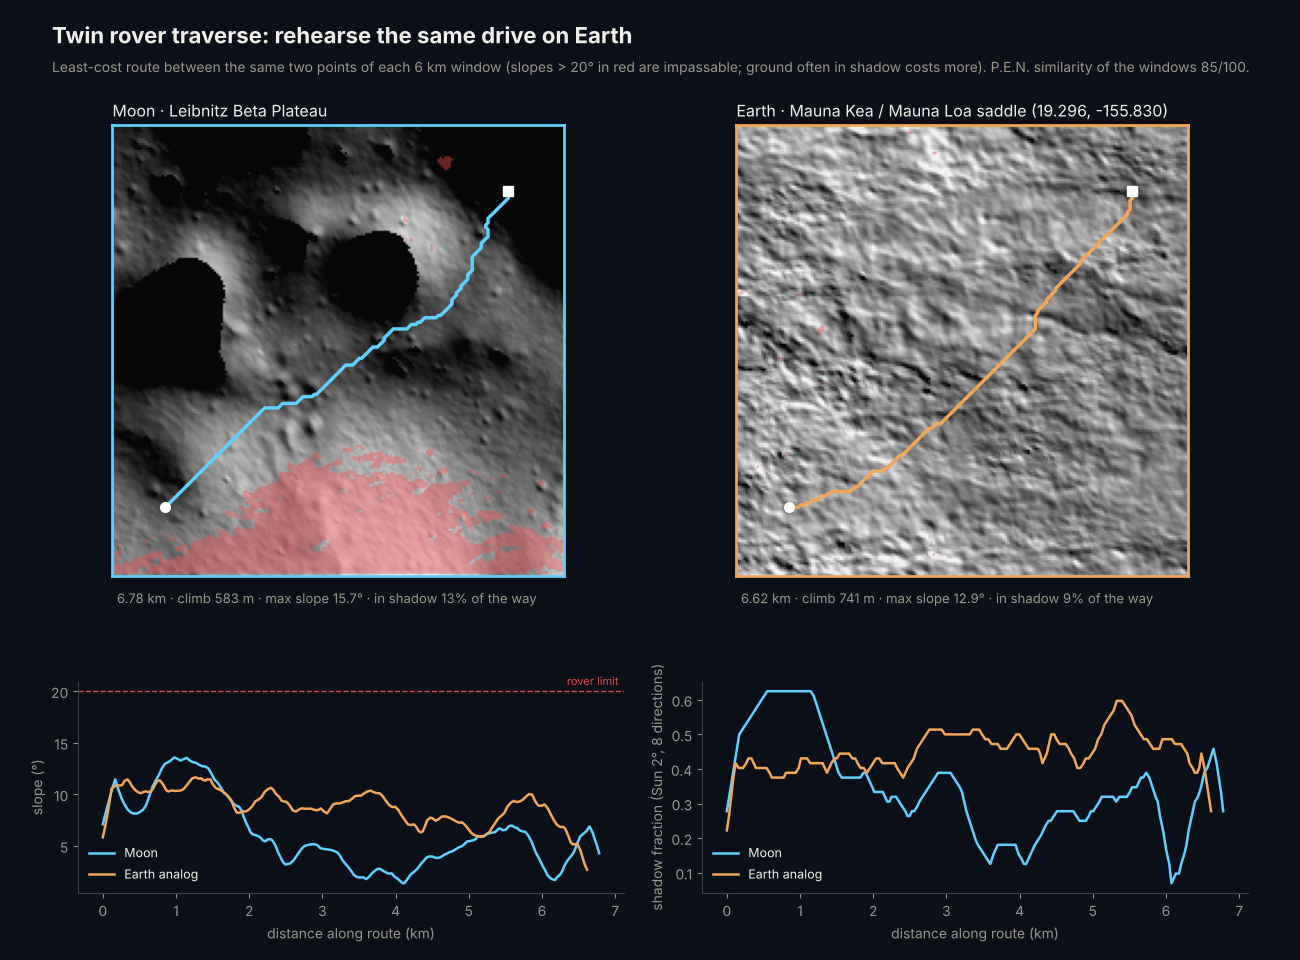 Twin rover traverse: rehearse the same drive on Earth
Least-cost route between the same two points of each 6 km window (slopes > 20° in red are impassable; ground often in shadow costs more). P.E.N. similarity of the windows 85/100.
Moon · Leibnitz Beta Plateau
Earth · Mauna Kea / Mauna Loa saddle (19.296, -155.830)
6.78 km · climb 583 m · max slope 15.7° · in shadow 13% of the way
6.62 km · climb 741 m · max slope 12.9° · in shadow 9% of the way
slope (°)
20
15
10
5
rover limit
Moon
Earth analog
0 1 2 3 4 5 6 7
distance along route (km)
shadow fraction (Sun 2°, 8 directions)
0.6
0.5
0.4
0.3
0.2
0.1
Moon
Earth analog
0 1 2 3 4 5 6 7
distance along route (km)